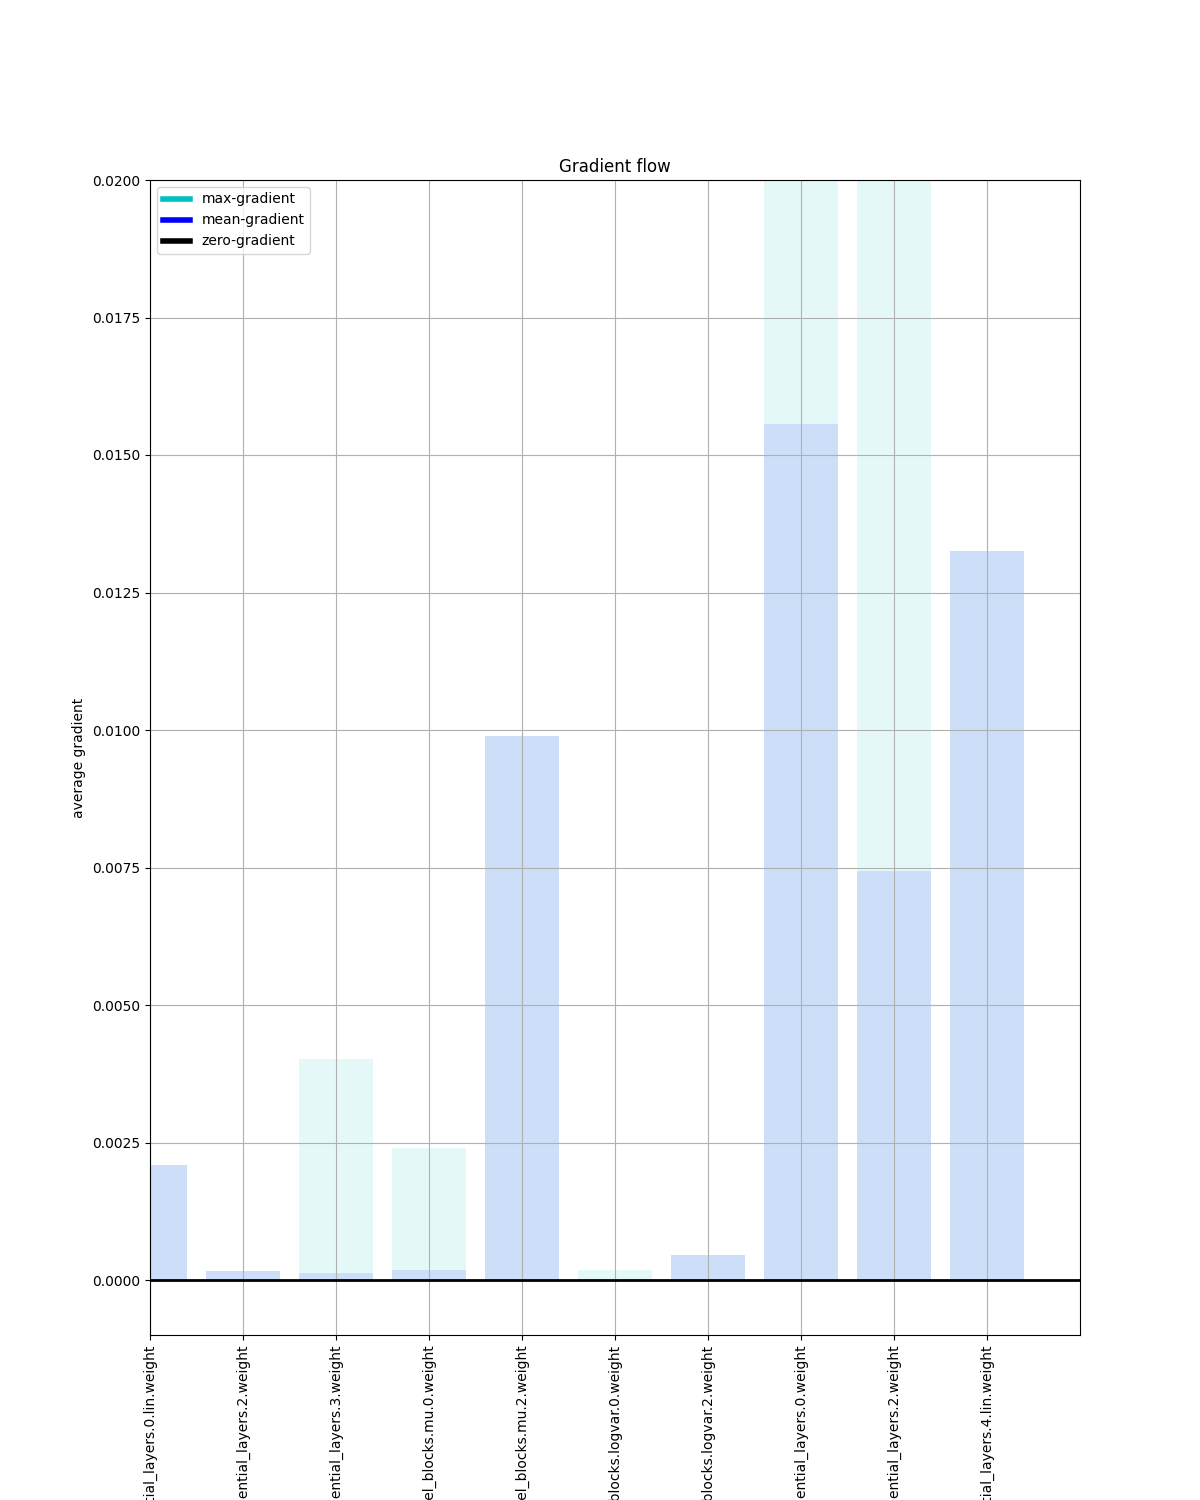 Gradient flow
max-gradient
mean-gradient
zero-gradient
0.0200
0.0175
0.0150
0.0125
0.0100
0.0075
0.0050
0.0025
0.0000
average gradient
tial_layers.0.lin.weight
ential_layers.2.weight
ential_layers.3.weight
el_blocks.mu.0.weight
el_blocks.mu.2.weight
blocks.logvar.0.weight
blocks.logvar.2.weight
ential_layers.0.weight
ential_layers.2.weight
tial_layers.4.lin.weight